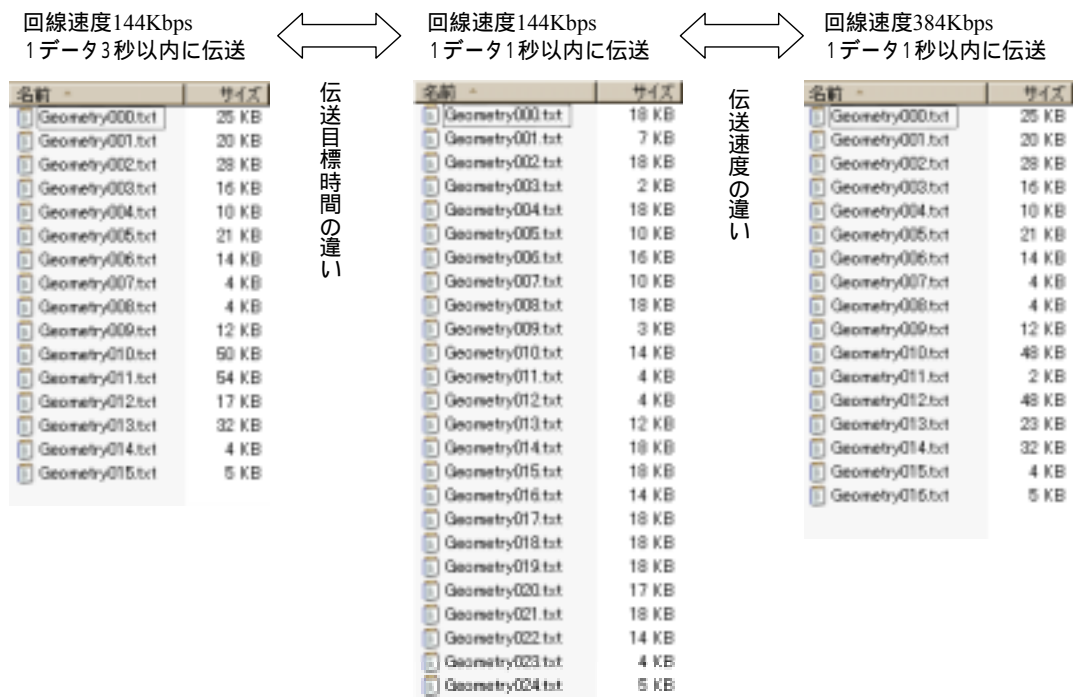 回線速度144Kbps
1データ3秒以内に伝送
名前 サイズ
Geometry000.txt 25 KB
Geometry001.txt 20 KB
Geometry002.txt 28 KB
Geometry003.txt 16 KB
Geometry004.txt 10 KB
Geometry005.txt 21 KB
Geometry006.txt 14 KB
Geometry007.txt 4 KB
Geometry008.txt 4 KB
Geometry009.txt 12 KB
Geometry010.txt 50 KB
Geometry011.txt 54 KB
Geometry012.txt 17 KB
Geometry013.txt 32 KB
Geometry014.txt 4 KB
Geometry015.txt 5 KB
伝送目標時間の違い
回線速度144Kbps
1データ1秒以内に伝送
名前 サイズ
Geometry000.txt 18 KB
Geometry001.txt 7 KB
Geometry002.txt 18 KB
Geometry003.txt 2 KB
Geometry004.txt 18 KB
Geometry005.txt 10 KB
Geometry006.txt 16 KB
Geometry007.txt 10 KB
Geometry008.txt 18 KB
Geometry009.txt 3 KB
Geometry010.txt 14 KB
Geometry011.txt 4 KB
Geometry012.txt 4 KB
Geometry013.txt 12 KB
Geometry014.txt 18 KB
Geometry015.txt 18 KB
Geometry016.txt 14 KB
Geometry017.txt 18 KB
Geometry018.txt 18 KB
Geometry019.txt 18 KB
Geometry020.txt 17 KB
Geometry021.txt 18 KB
Geometry022.txt 14 KB
Geometry023.txt 4 KB
Geometry024.txt 5 KB
伝送速度の違い
回線速度384Kbps
1データ1秒以内に伝送
名前 サイズ
Geometry000.txt 25 KB
Geometry001.txt 20 KB
Geometry002.txt 28 KB
Geometry003.txt 16 KB
Geometry004.txt 10 KB
Geometry005.txt 21 KB
Geometry006.txt 14 KB
Geometry007.txt 4 KB
Geometry008.txt 4 KB
Geometry009.txt 12 KB
Geometry010.txt 48 KB
Geometry011.txt 2 KB
Geometry012.txt 48 KB
Geometry013.txt 23 KB
Geometry014.txt 32 KB
Geometry015.txt 4 KB
Geometry016.txt 5 KB